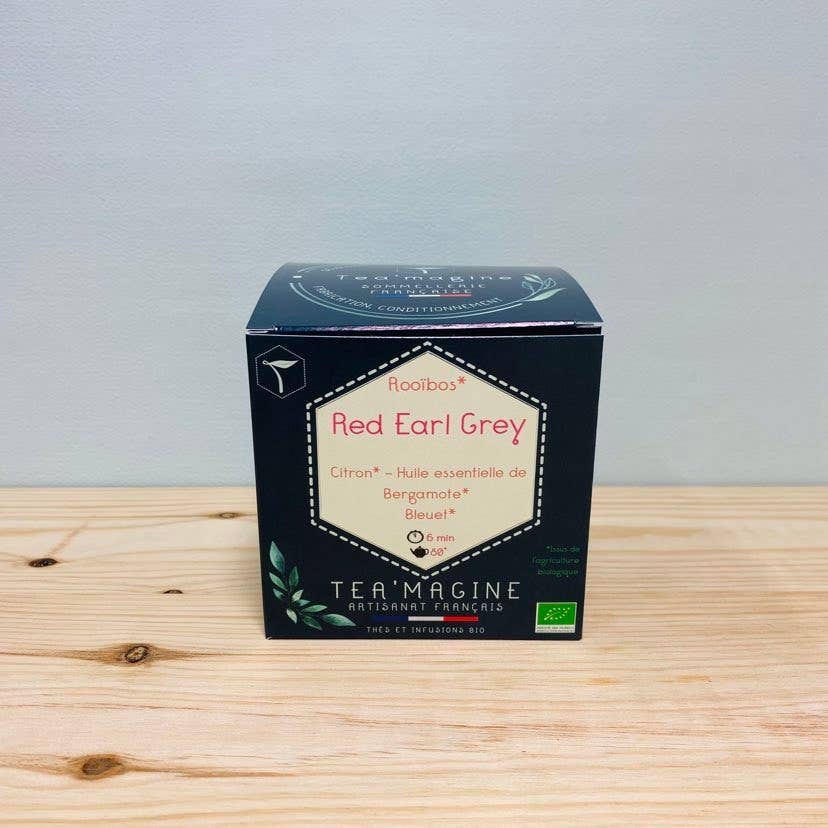 Tea'magine
SOMMELLERIE
FRANÇAISE
FABRICATION, CONDITIONNEMENT
Rooïbos*
Red Earl Grey
Citron* – Huile essentielle de
Bergamote*
Bleuet*
6 min
80°
*Issus de
l'agriculture
biologique
TEA'MAGINE
ARTISANAT FRANÇAIS
THÉS ET INFUSIONS BIO